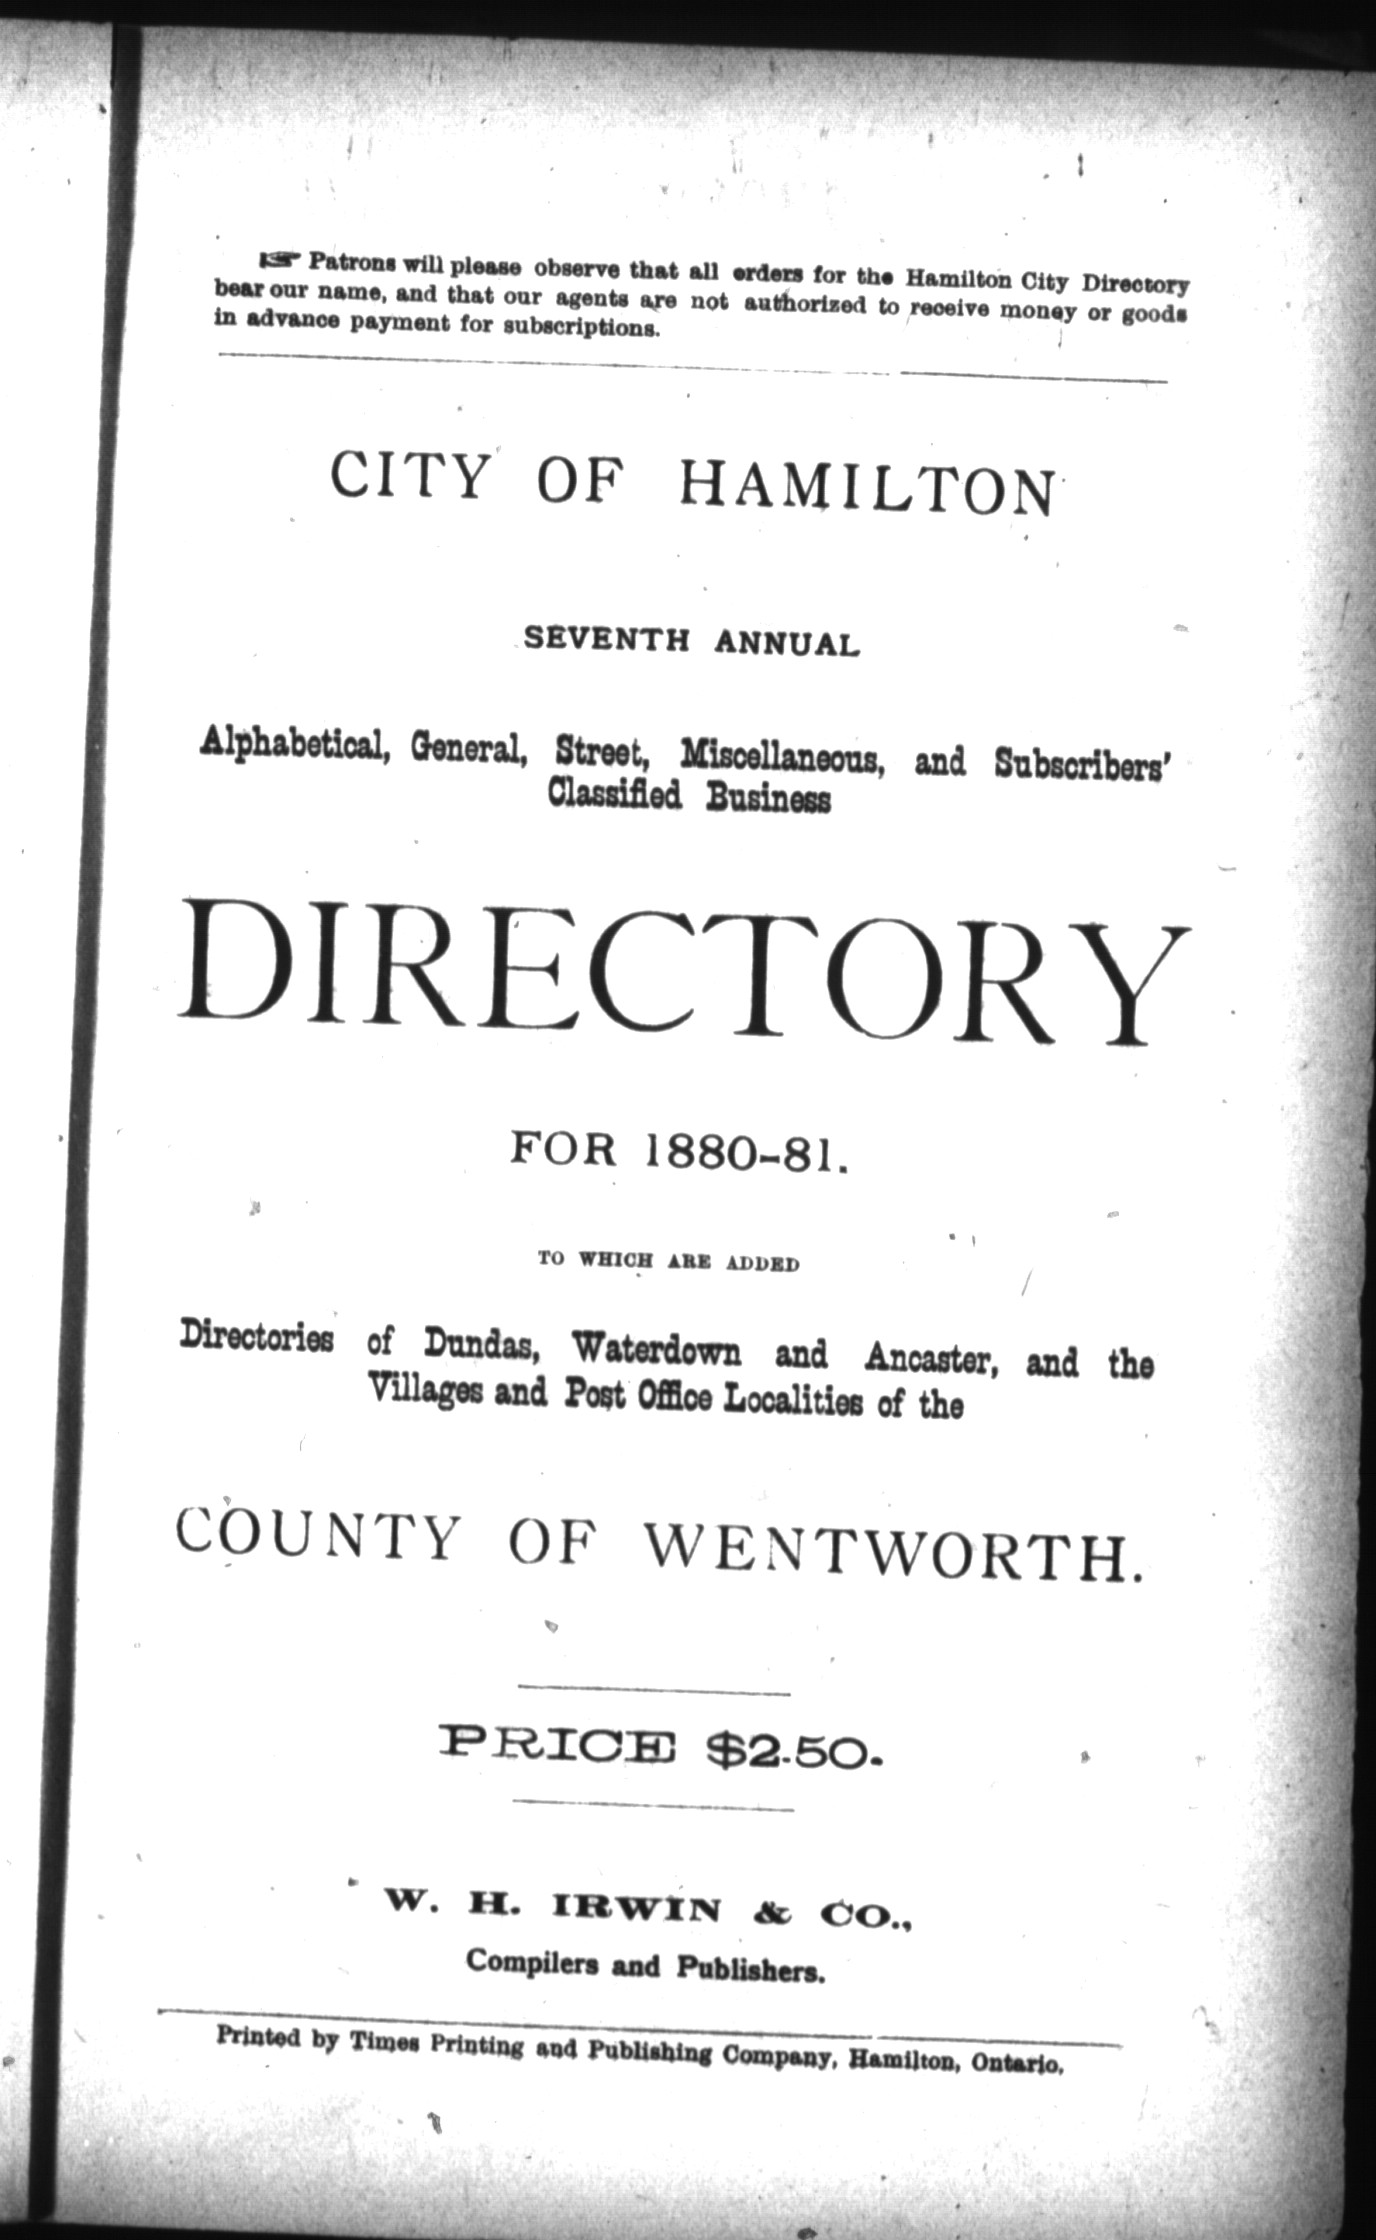 ☞ Patrons will please observe that all orders for the Hamilton City Directory
bear our name, and that our agents are not authorized to receive money or goods
in advance payment for subscriptions.
CITY OF HAMILTON
SEVENTH ANNUAL
Alphabetical, General, Street, Miscellaneous, and Subscribers'
Classified Business
DIRECTORY
FOR 1880-81.
TO WHICH ARE ADDED
Directories of Dundas, Waterdown and Ancaster, and the
Villages and Post Office Localities of the
COUNTY OF WENTWORTH.
PRICE $2.50.
W. H. IRWIN & CO.,
Compilers and Publishers.
Printed by Times Printing and Publishing Company, Hamilton, Ontario.